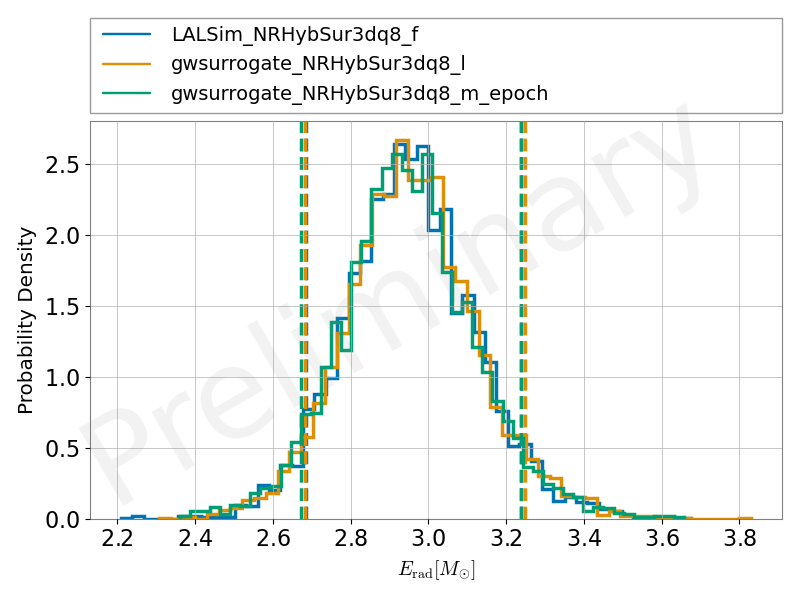 LALSim_NRHybSur3dq8_f
gwsurrogate_NRHybSur3dq8_l
gwsurrogate_NRHybSur3dq8_m_epoch
Preliminary
Probability Density
2.5
2.0
1.5
1.0
0.5
0.0
2.2 2.4 2.6 2.8 3.0 3.2 3.4 3.6 3.8
E_rad[M_⊙]